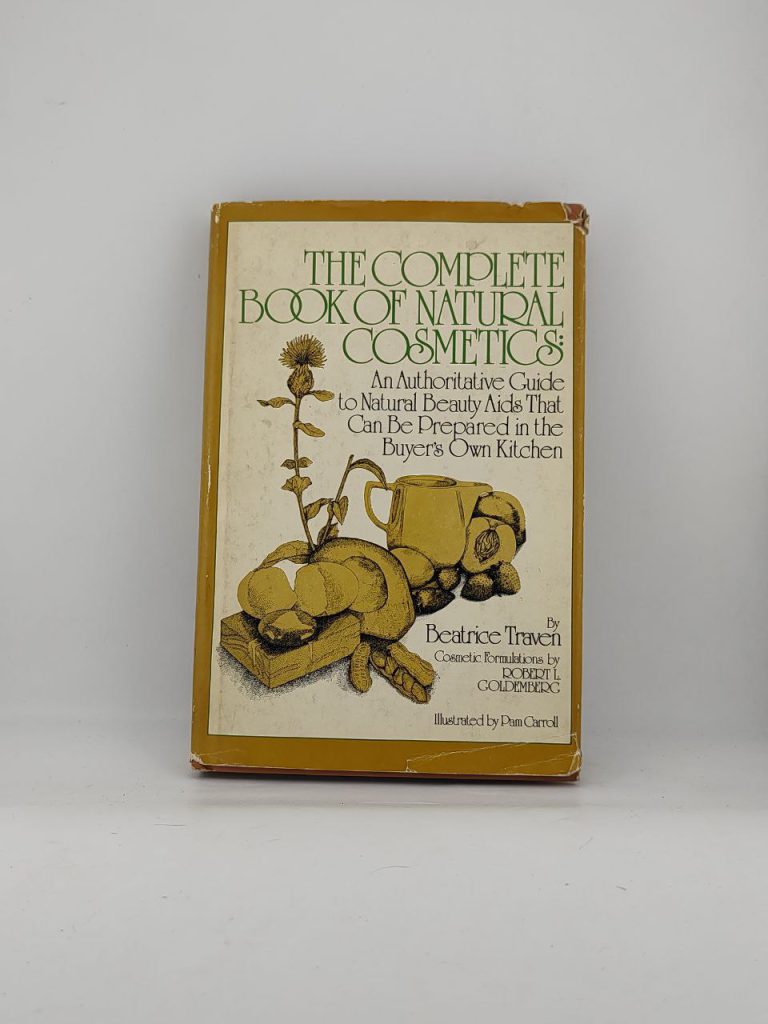 THE COMPLETE
BOOK OF NATURAL
COSMETICS:
An Authoritative Guide
to Natural Beauty Aids That
Can Be Prepared in the
Buyer's Own Kitchen
By
Beatrice Traven
Cosmetic Formulations by
ROBERT L.
GOLDEMBERG
Illustrated by Pam Carroll